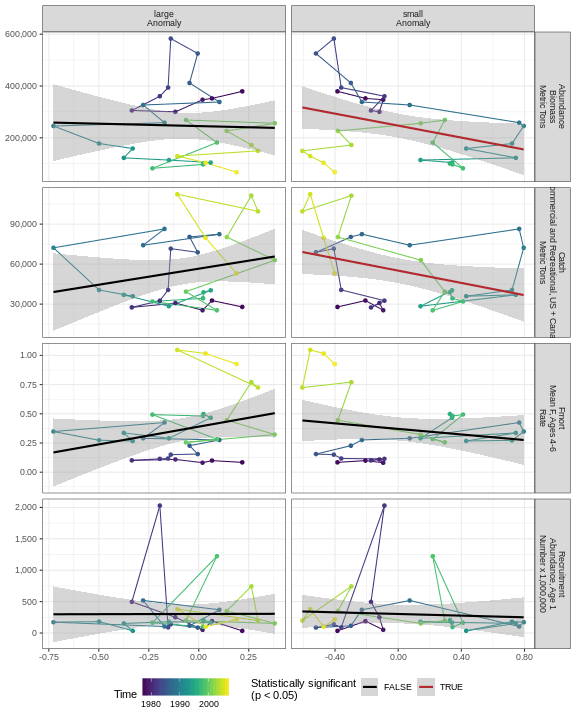 large
Anomaly
small
Anomaly
600,000
400,000
200,000
Abundance
Biomass
Metric Tons
90,000
60,000
30,000
Catch
ommercial and Recreational, US + Cana
Metric Tons
1.00
0.75
0.50
0.25
0.00
Fmort
Mean F, Ages 4-6
Rate
2,000
1,500
1,000
500
0
Recruitment
Abundance, Age 1
Number x 1,000,000
-0.75 -0.50 -0.25 0.00 0.25
-0.40 0.00 0.40 0.80
Time
1980 1990 2000
Statistically significant
(p < 0.05)
FALSE TRUE